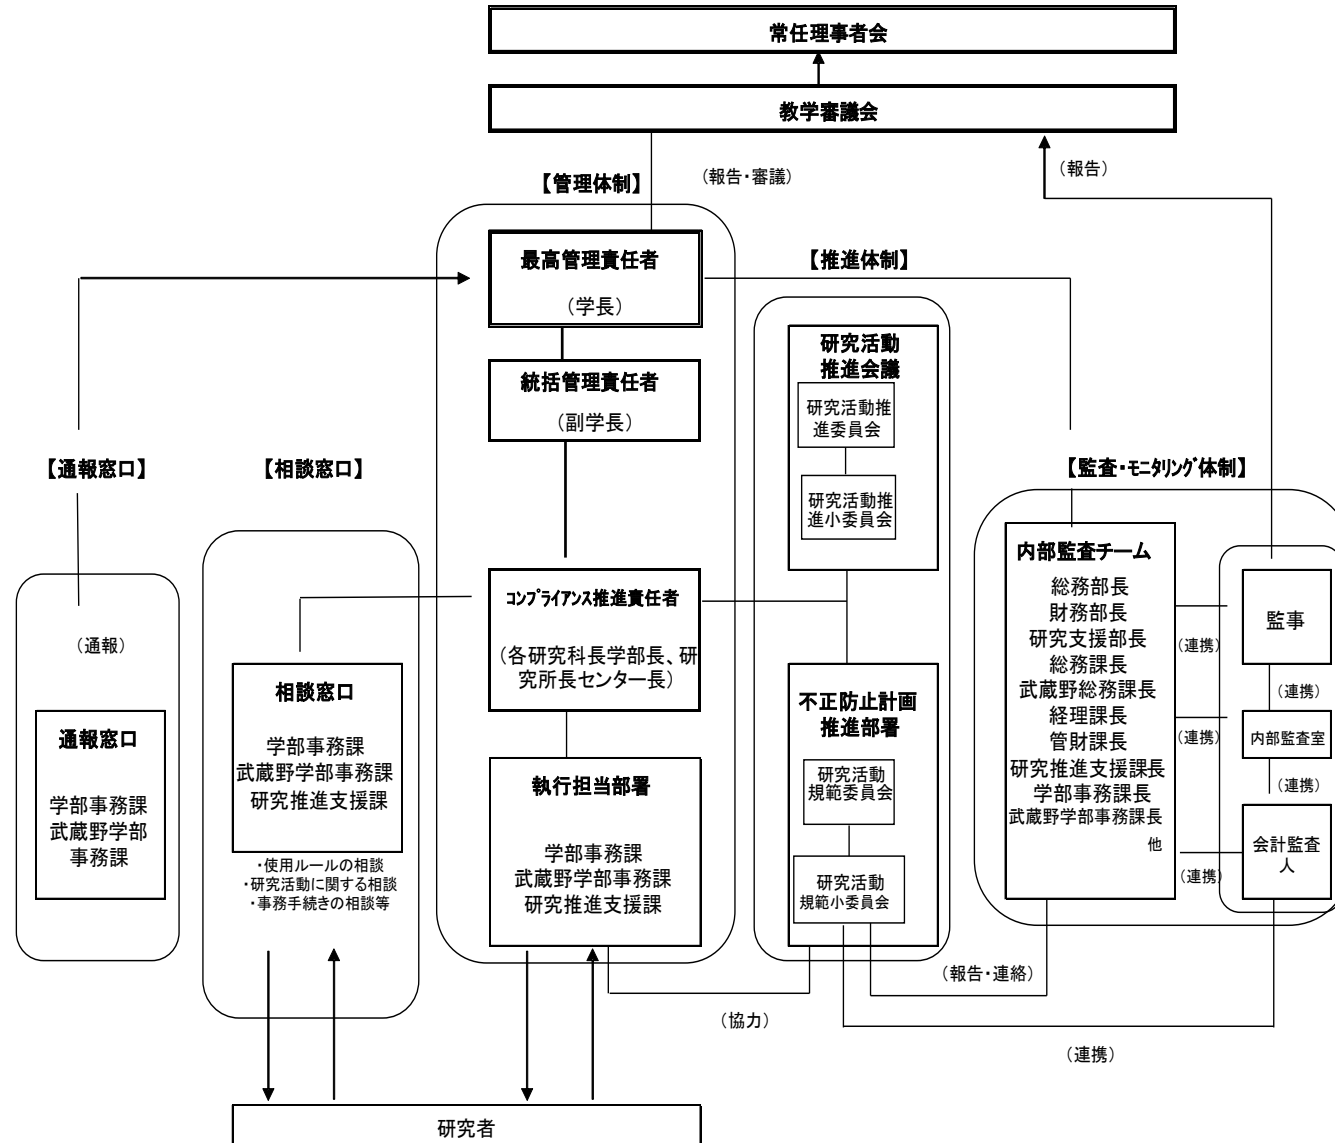 常任理事者会
教学審議会
(報告・審議)
(報告)
【管理体制】
最高管理責任者
(学長)
統括管理責任者
(副学長)
コンプライアンス推進責任者
(各研究科長学部長、研
究所長センター長)
執行担当部署
学部事務課
武蔵野学部事務課
研究推進支援課
【推進体制】
研究活動
推進会議
研究活動推
進委員会
研究活動推
進小委員会
不正防止計画
推進部署
研究活動
規範委員会
研究活動
規範小委員会
【通報窓口】
(通報)
通報窓口
学部事務課
武蔵野学部
事務課
【相談窓口】
相談窓口
学部事務課
武蔵野学部事務課
研究推進支援課
・使用ルールの相談
・研究活動に関する相談
・事務手続きの相談等
【監査・モニタリング体制】
内部監査チーム
総務部長
財務部長
研究支援部長
総務課長
武蔵野総務課長
経理課長
管財課長
研究推進支援課長
学部事務課長
武蔵野学部事務課長
他
(連携)
(連携)
(連携)
監事
(連携)
内部監査室
(連携)
会計監査
人
(報告・連絡)
(協力)
(連携)
研究者